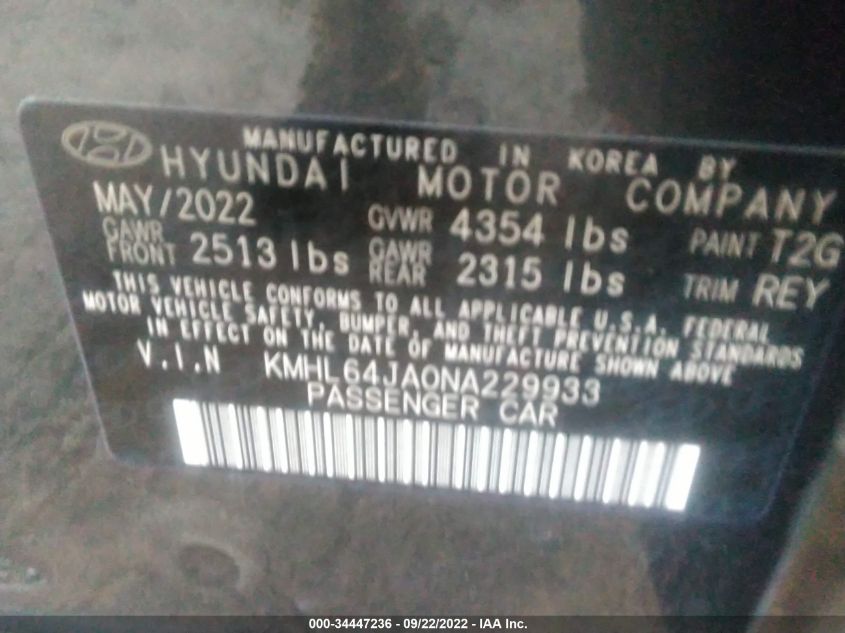 MANUFACTURED IN KOREA BY
HYUNDAI MOTOR COMPANY
MAY/2022 GVWR 4354 lbs PAINT T2G
GAWR FRONT 2513 lbs GAWR REAR 2315 lbs TRIM REY
THIS VEHICLE CONFORMS TO ALL APPLICABLE U.S.A. FEDERAL
MOTOR VEHICLE SAFETY, BUMPER, AND THEFT PREVENTION STANDARDS
IN EFFECT ON THE DATE OF MANUFACTURE SHOWN ABOVE
V.I.N KMHL64JA0NA229933
PASSENGER CAR
000-34447236 - 09/22/2022 - IAA Inc.